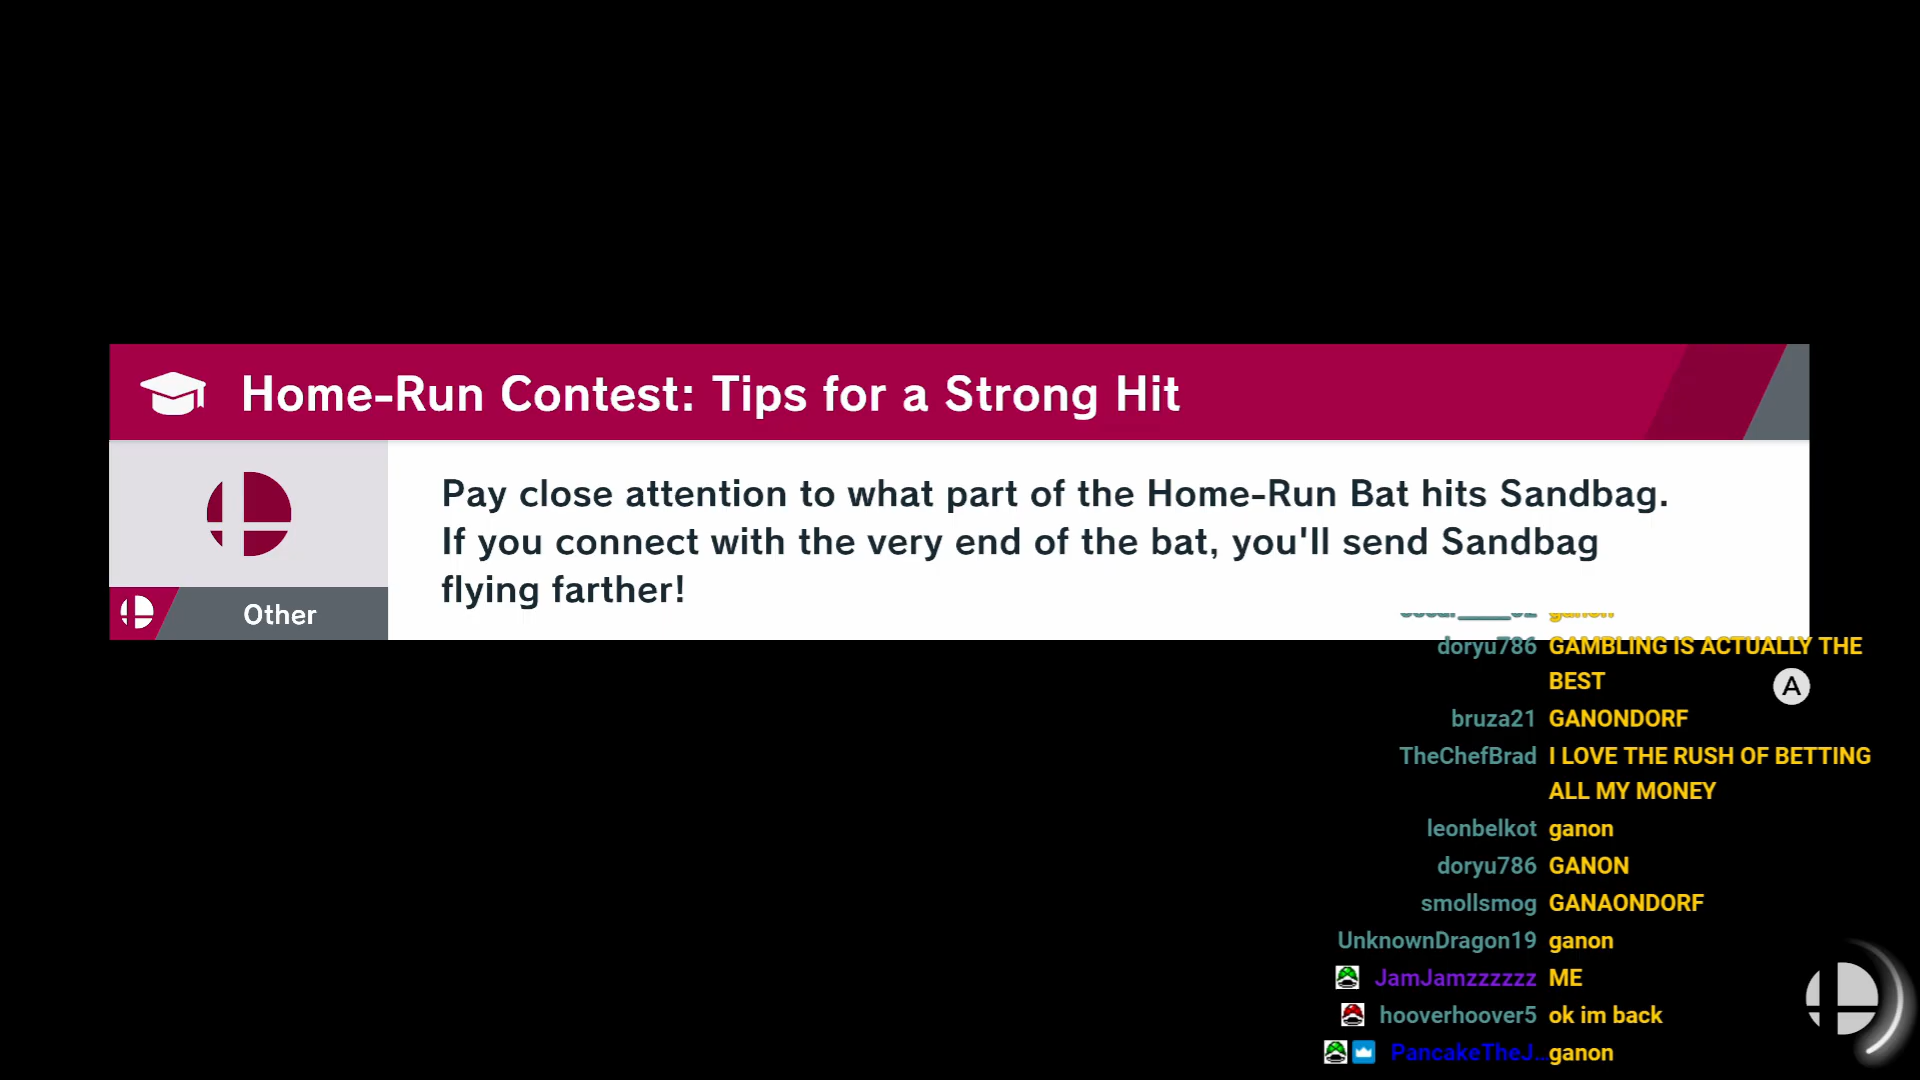 Home-Run Contest: Tips for a Strong Hit
Pay close attention to what part of the Home-Run Bat hits Sandbag.
If you connect with the very end of the bat, you'll send Sandbag
flying farther!
Other
ganon
doryu786 GAMBLING IS ACTUALLY THE
BEST
A
bruza21 GANONDORF
TheChefBrad I LOVE THE RUSH OF BETTING
ALL MY MONEY
leonbelkot ganon
doryu786 GANON
smollsmog GANAONDORF
UnknownDragon19 ganon
JamJamzzzzzz ME
hooverhoover5 ok im back
PancakeTheJ... ganon